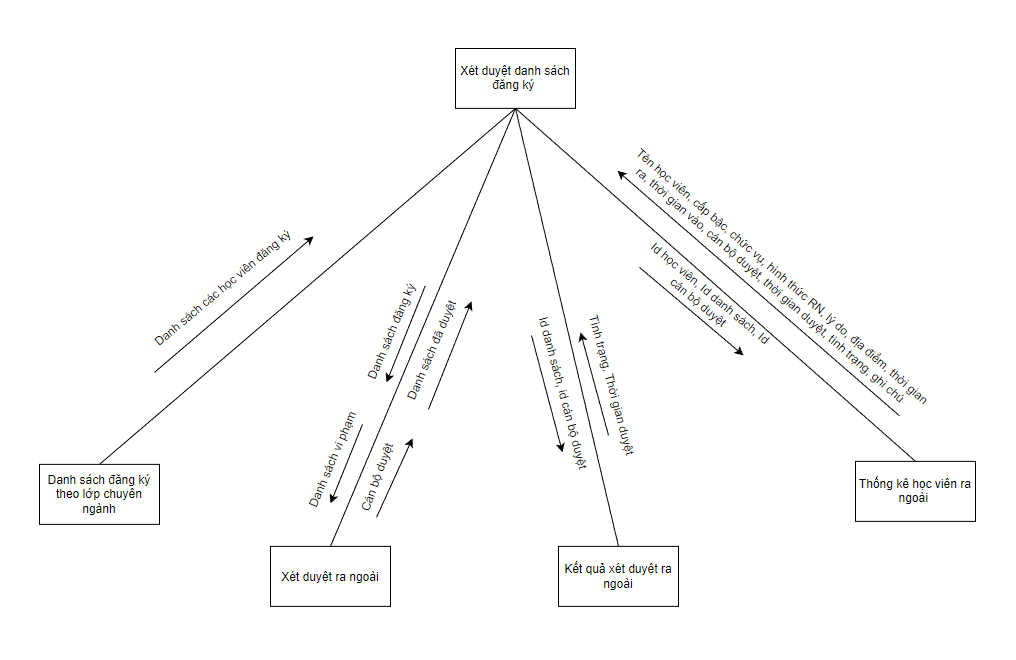 Xét duyệt danh sách
đăng ký
Tên học viên, cấp bậc, chức vụ, hình thức RN, lý do, địa điểm, thời gian
ra, thời gian vào, cán bộ duyệt, thời gian duyệt, tình trạng, ghi chú
Id học viên, Id danh sách, Id
cán bộ duyệt
Danh sách các học viên đăng ký
Danh sách đăng ký
Danh sách đã duyệt
Id danh sách, id cán bộ duyệt
Tình trạng, Thời gian duyệt
Danh sách vi phạm
Cán bộ duyệt
Danh sách đăng ký
theo lớp chuyên
ngành
Thống kê học viên ra
ngoài
Xét duyệt ra ngoài
Kết quả xét duyệt ra
ngoài